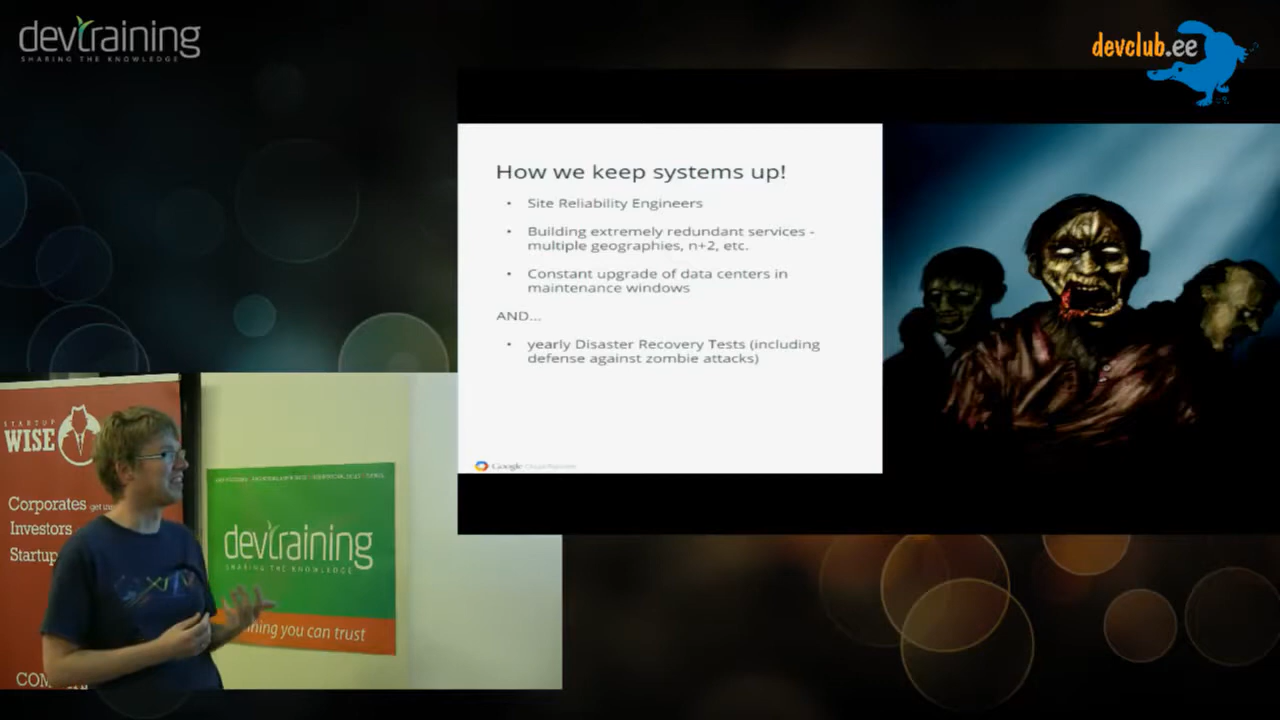 devtraining
SHARING THE KNOWLEDGE
devclub.ee
How we keep systems up!
• Site Reliability Engineers
• Building extremely redundant services -
multiple geographies, n+2, etc.
• Constant upgrade of data centers in
maintenance windows
AND...
• yearly Disaster Recovery Tests (including
defense against zombie attacks)
Google
STARTUP
WISE
Corporates
Investors
Startup
devtraining
SHARING THE KNOWLEDGE
you can trust